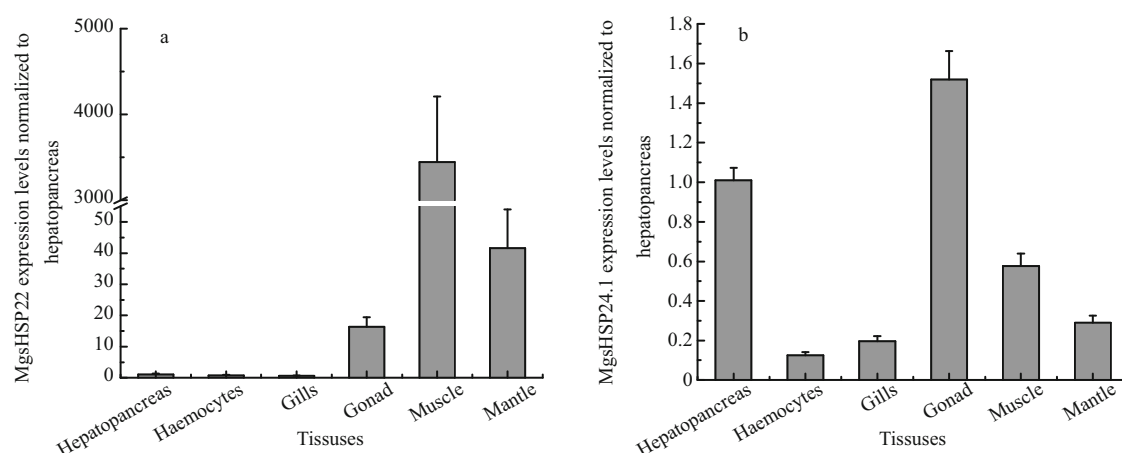 a
MgsHSP22 expression levels normalized to
hepatopancreas
5000
4000
3000
50
40
30
20
10
0
Hepatopancreas
Haemocytes
Gills
Gonad
Muscle
Mantle
Tissuses
b
MgsHSP24.1 expression levels normalized to
hepatopancreas
1.8
1.6
1.4
1.2
1.0
0.8
0.6
0.4
0.2
0
Hepatopancreas
Haemocytes
Gills
Gonad
Muscle
Mantle
Tissuses